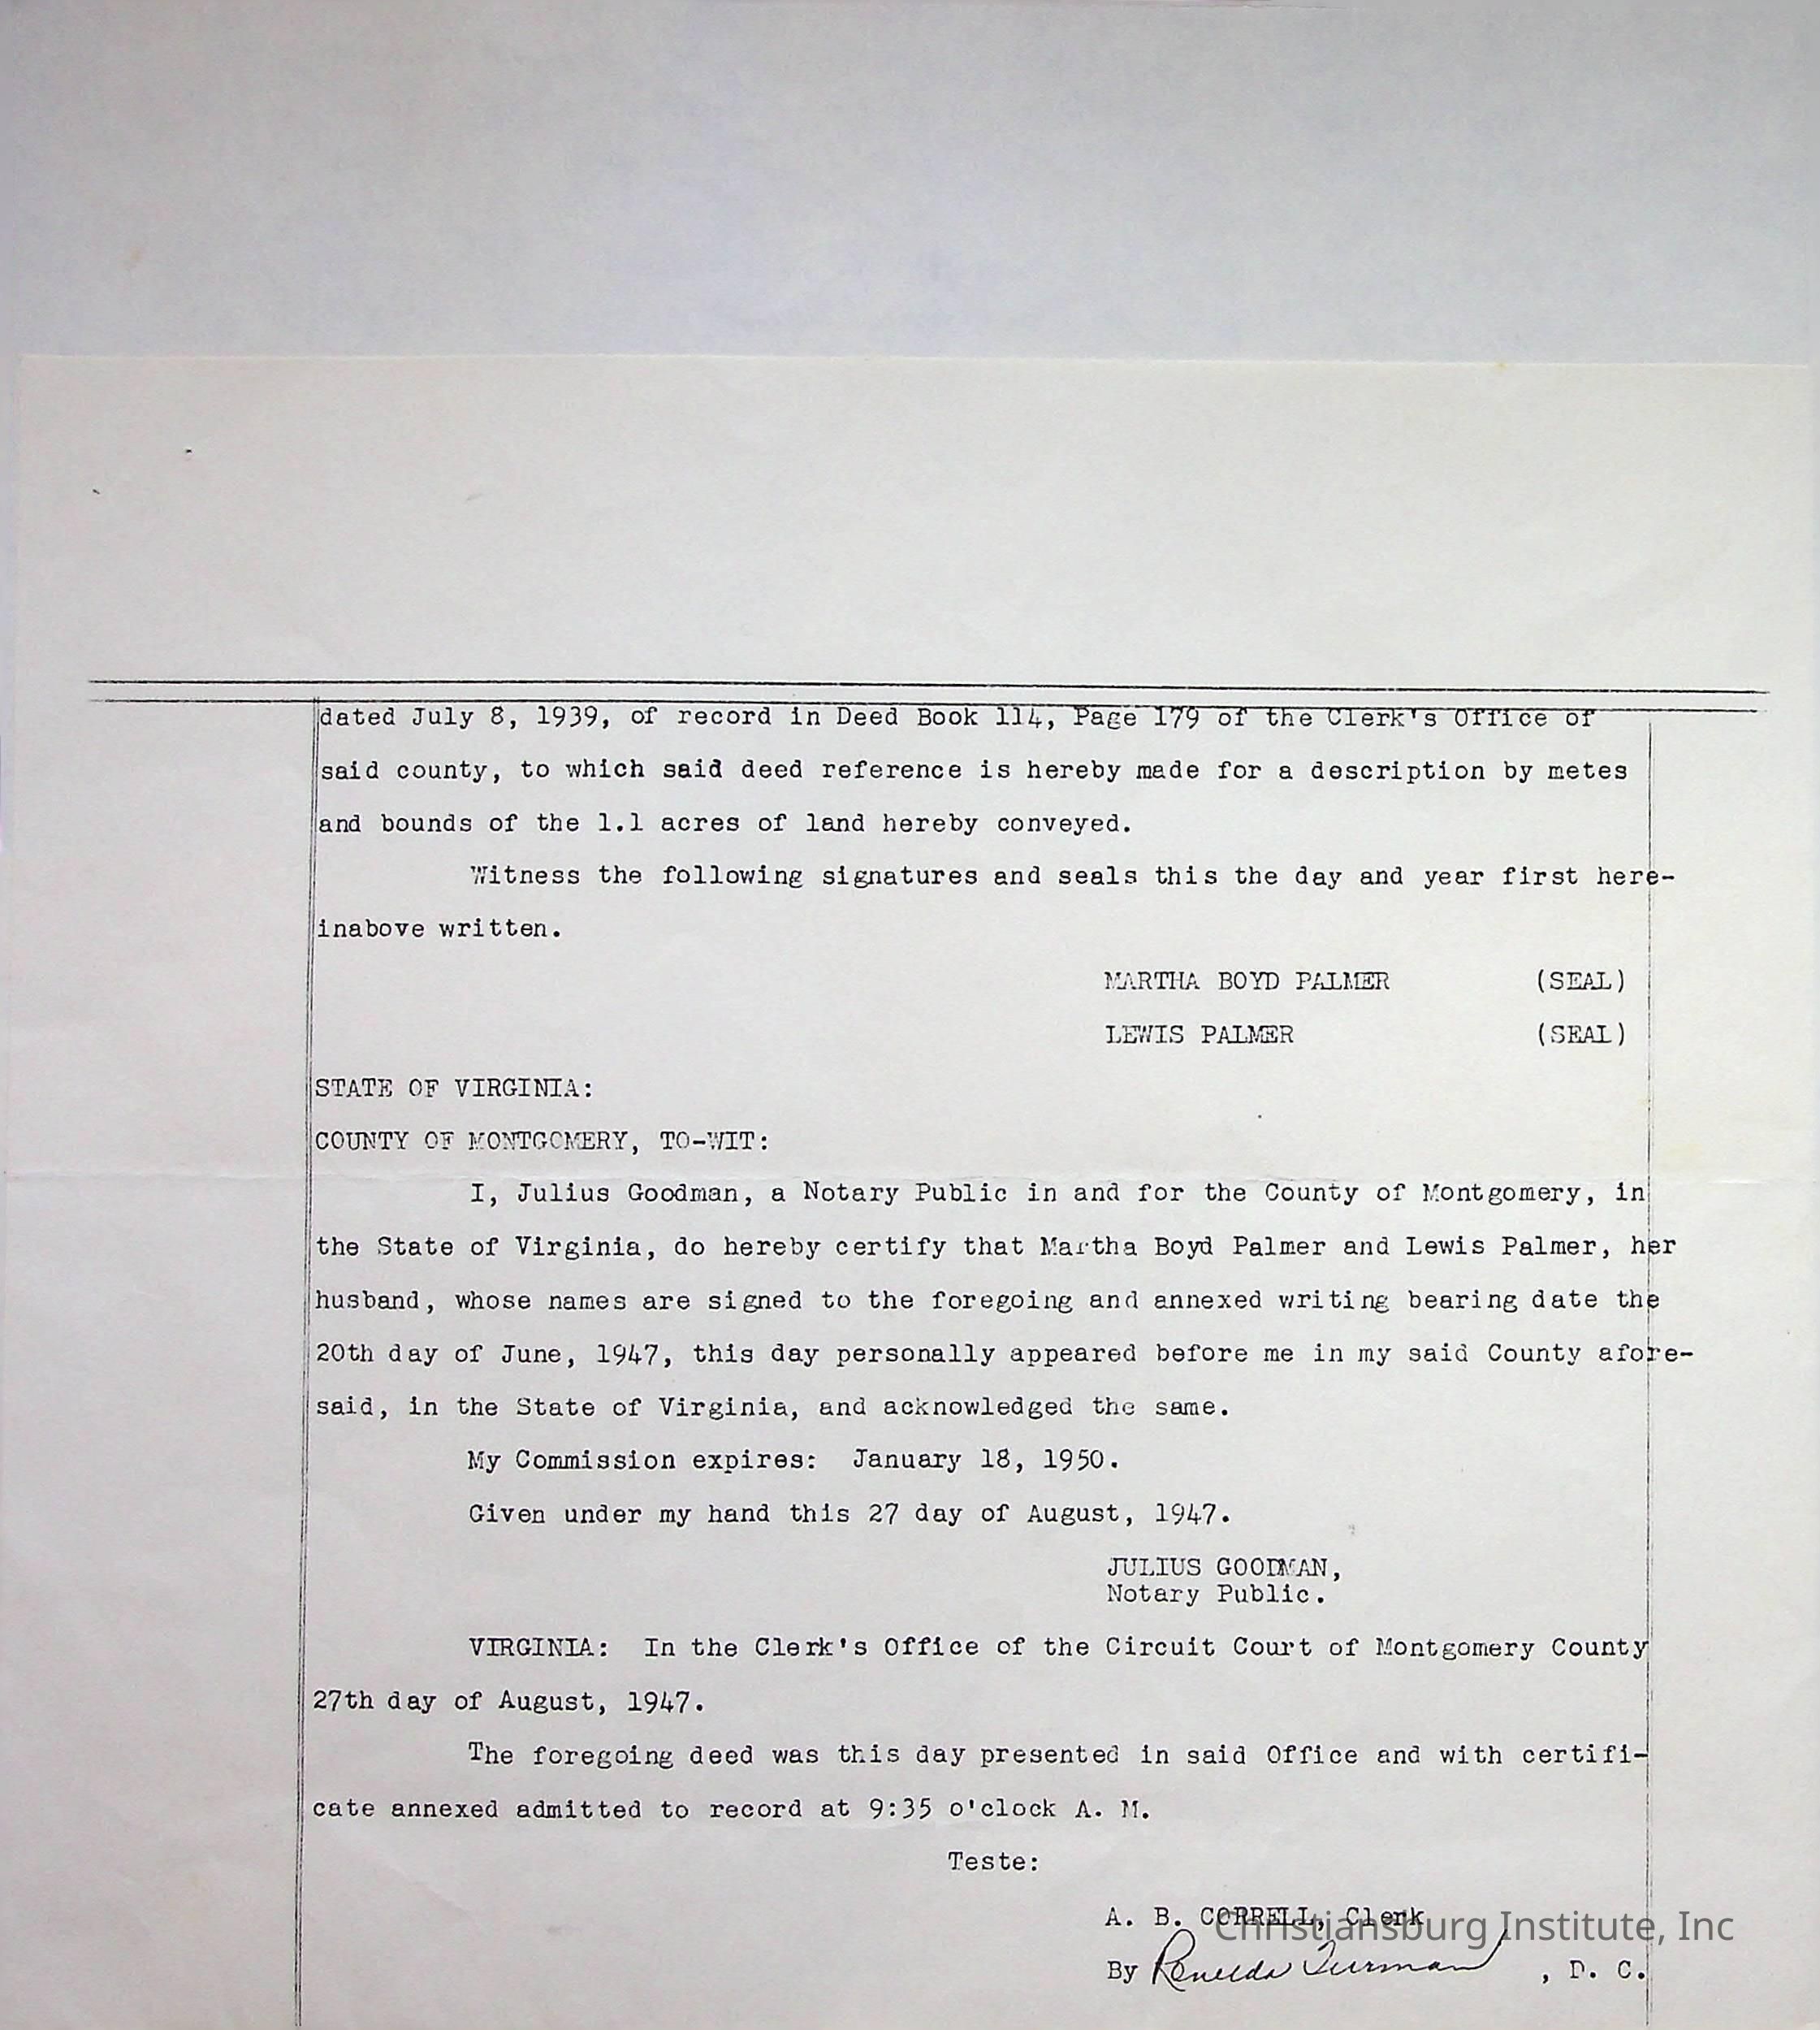 dated July 8, 1939, of record in Deed Book 114, Page 179 of the Clerk's Office of
said county, to which said deed reference is hereby made for a description by metes
and bounds of the 1.1 acres of land hereby conveyed.
Witness the following signatures and seals this the day and year first here-
inabove written.
MARTHA BOYD PALMER (SEAL)
LEWIS PALMER (SEAL)
STATE OF VIRGINIA:
COUNTY OF MONTGOMERY, TO-WIT:
I, Julius Goodman, a Notary Public in and for the County of Montgomery, in
the State of Virginia, do hereby certify that Martha Boyd Palmer and Lewis Palmer, her
husband, whose names are signed to the foregoing and annexed writing bearing date the
20th day of June, 1947, this day personally appeared before me in my said County afore-
said, in the State of Virginia, and acknowledged the same.
My Commission expires: January 18, 1950.
Given under my hand this 27 day of August, 1947.
JULIUS GOODMAN,
Notary Public.
VIRGINIA: In the Clerk's Office of the Circuit Court of Montgomery County
27th day of August, 1947.
The foregoing deed was this day presented in said Office and with certifi-
cate annexed admitted to record at 9:35 o'clock A. M.
Teste:
A. B. CORRELL, Clerk
Christiansburg Institute, Inc
By , D. C.